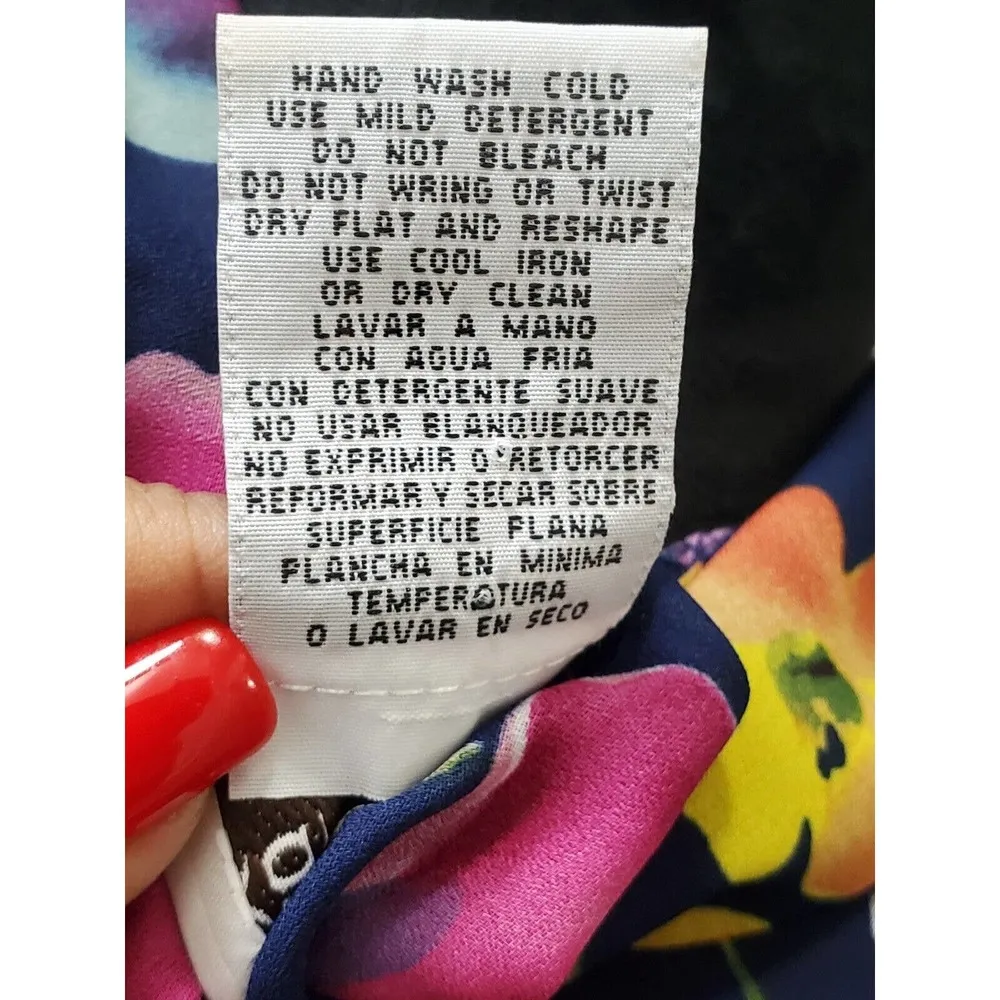 HAND WASH COLD
USE MILD DETERGENT
DO NOT BLEACH
DO NOT WRING OR TWIST
DRY FLAT AND RESHAPE
USE COOL IRON
OR DRY CLEAN
LAVAR A MANO
CON AGUA FRIA
CON DETERGENTE SUAVE
NO USAR BLANQUEADOR
NO EXPRIMIR O RETORCER
REFORMAR Y SECAR SOBRE
SUPERFICIE PLANA
PLANCHA EN MINIMA
TEMPERATURA
O LAVAR EN SECO